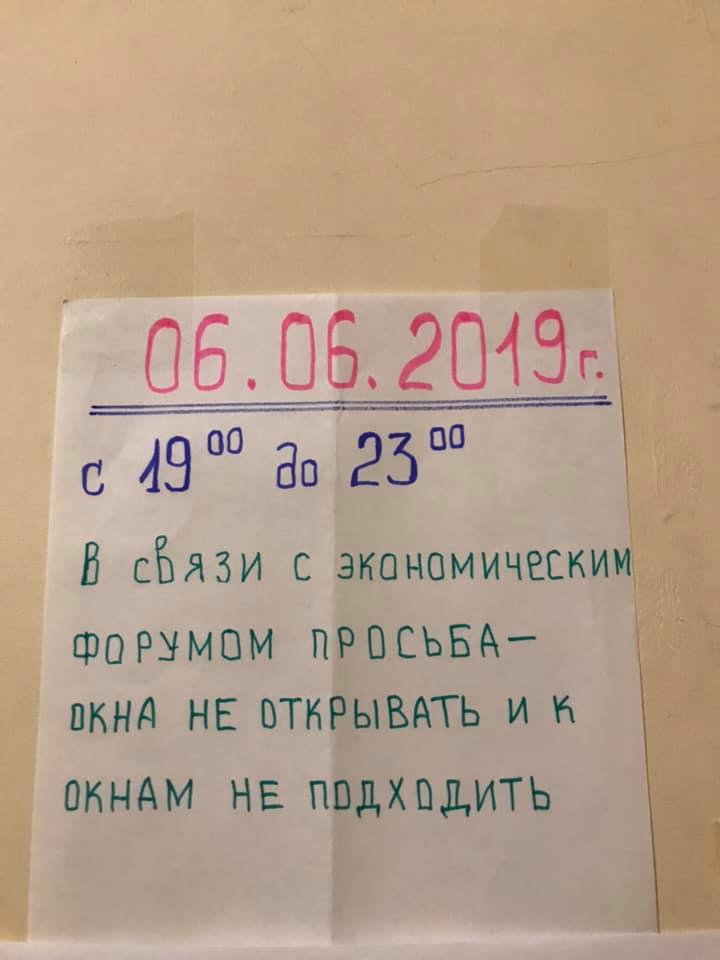 06.06.2019г.
с 19⁰⁰ до 23⁰⁰
В связи с экономическим
форумом просьба—
окна не открывать и к
окнам не подходить